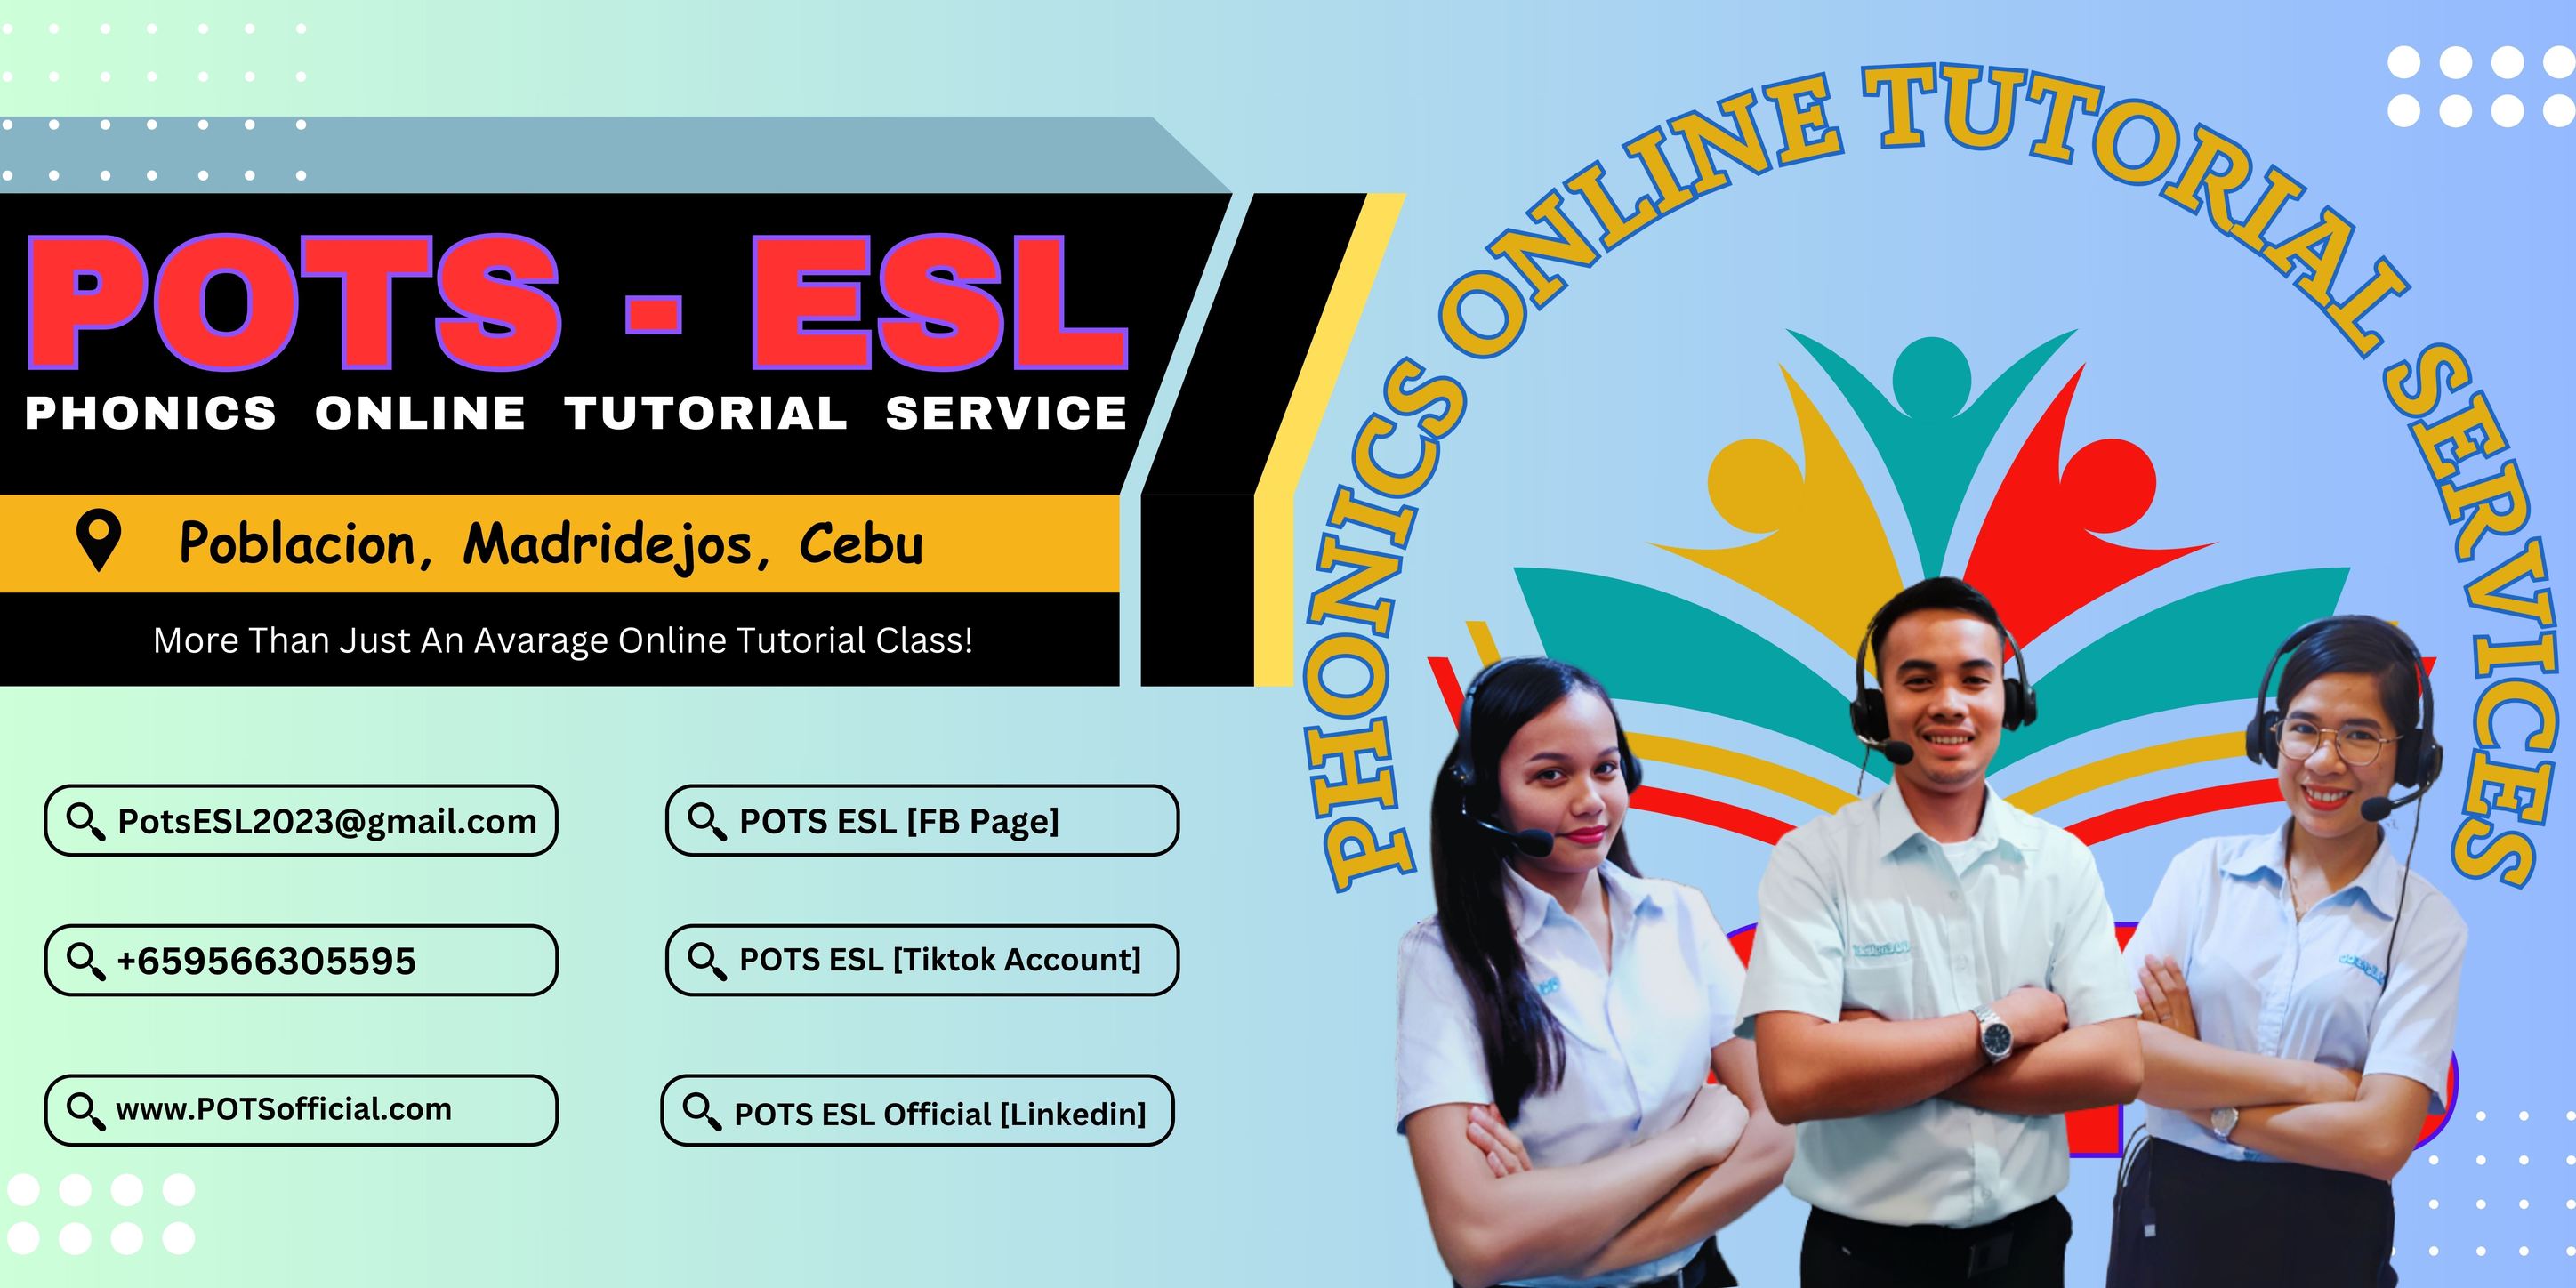 POTS - ESL
PHONICS ONLINE TUTORIAL SERVICE
Poblacion, Madridejos, Cebu
More Than Just An Avarage Online Tutorial Class!
PotsESL2023@gmail.com
POTS ESL [FB Page]
+659566305595
POTS ESL [Tiktok Account]
www.POTSofficial.com
POTS ESL Official [Linkedin]
PHONICS ONLINE TUTORIAL SERVICES